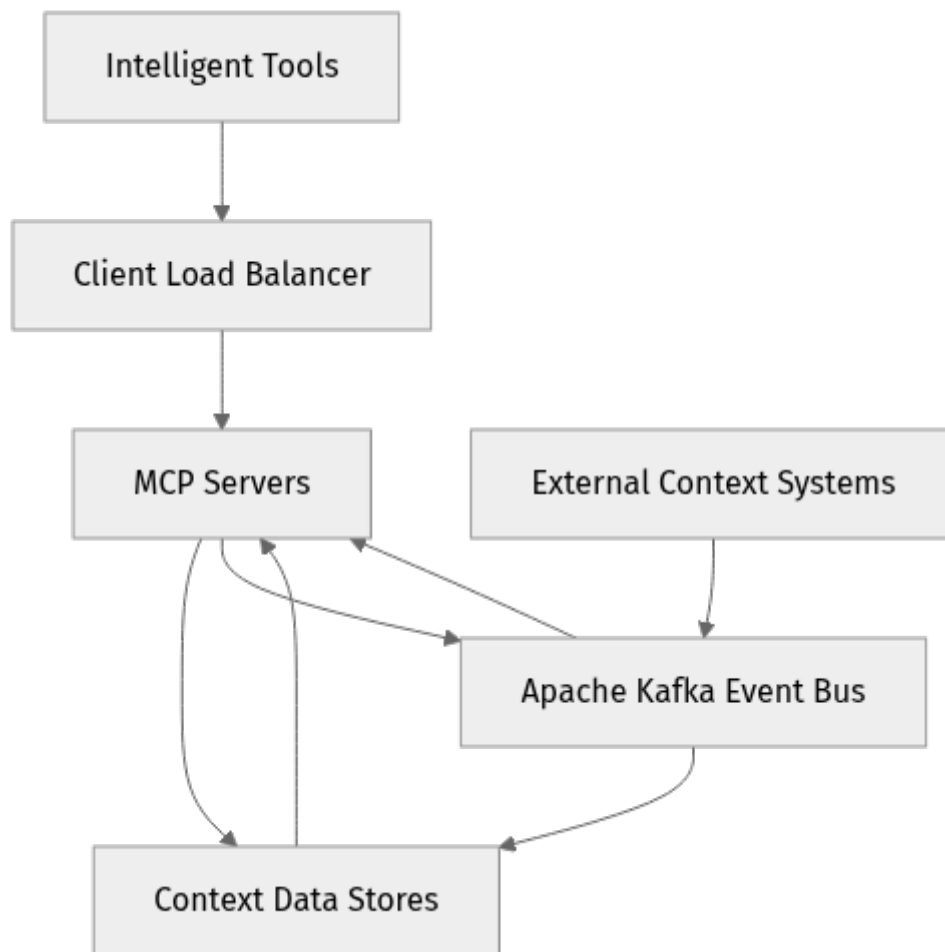 Intelligent Tools
Client Load Balancer
MCP Servers
External Context Systems
Apache Kafka Event Bus
Context Data Stores